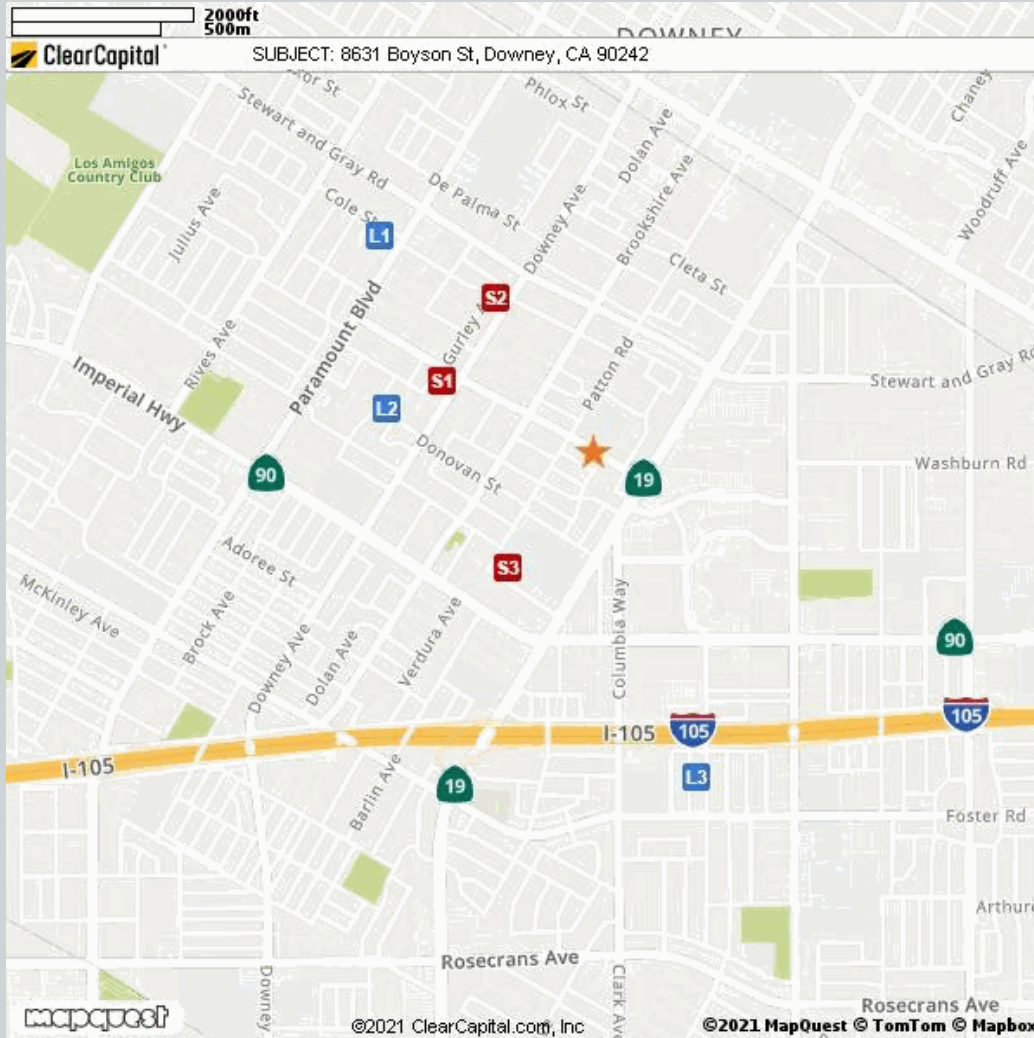 2000ft
500m
DOWNEY
ClearCapital
SUBJECT: 8631 Boyson St, Downey, CA 90242
Phlox St
Chaney
Stewart and Gray Rd
Dolan Ave
Los Amigos
Country Club
De Palma St
Woodruff Ave
Julius Ave
Cole St
Downey Ave
Brookshire Ave
L1
Cleta St
S2
Paramount Blvd
Gurley
Rives Ave
Patton Rd
Imperial Hwy
S1
Stewart and Gray Rd
L2
Donovan St
90
19
Washburn Rd
Adoree St
S3
McKinley Ave
Brock Ave
Downey Ave
Dolan Ave
Verdura Ave
Columbia Way
90
I-105
I-105
105
105
L3
19
Barlin Ave
Foster Rd
Rosecrans Ave
Downey
Clark Ave
Rosecrans Ave
mapquest
©2021 ClearCapital.com, Inc
©2021 MapQuest © TomTom © Mapbox